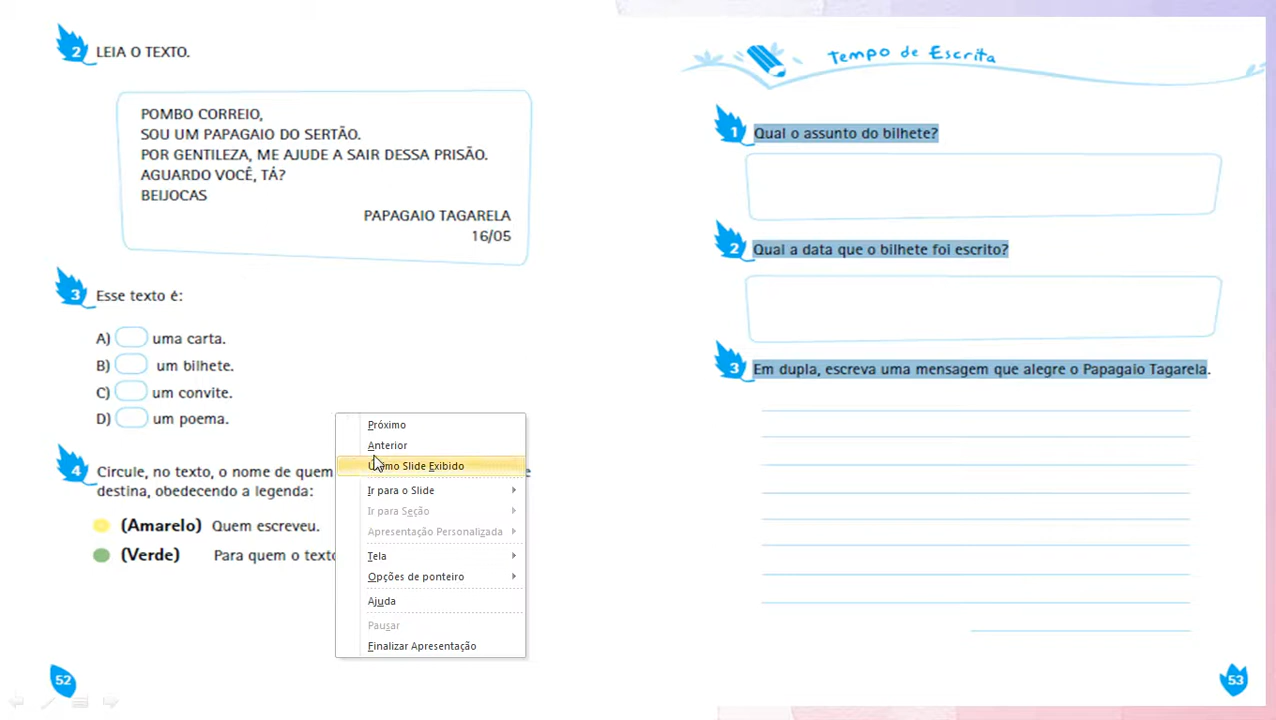 2 LEIA O TEXTO.
POMBO CORREIO,
SOU UM PAPAGAIO DO SERTÃO.
POR GENTILEZA, ME AJUDE A SAIR DESSA PRISÃO.
AGUARDO VOCÊ, TÁ?
BEIJOCAS
PAPAGAIO TAGARELA
16/05
3 Esse texto é:
A) uma carta.
B) um bilhete.
C) um convite.
D) um poema.
4 Circule, no texto, o nome de quem
destina, obedecendo a legenda:
(Amarelo) Quem escreveu.
(Verde) Para quem o texto
52
Próximo
Anterior
mo Slide Exibido
Ir para o Slide
Ir para Seção
Apresentação Personalizada
Tela
Opções de ponteiro
Ajuda
Pausar
Finalizar Apresentação
Tempo de Escrita
1 Qual o assunto do bilhete?
2 Qual a data que o bilhete foi escrito?
3 Em dupla, escreva uma mensagem que alegre o Papagaio Tagarela.
53